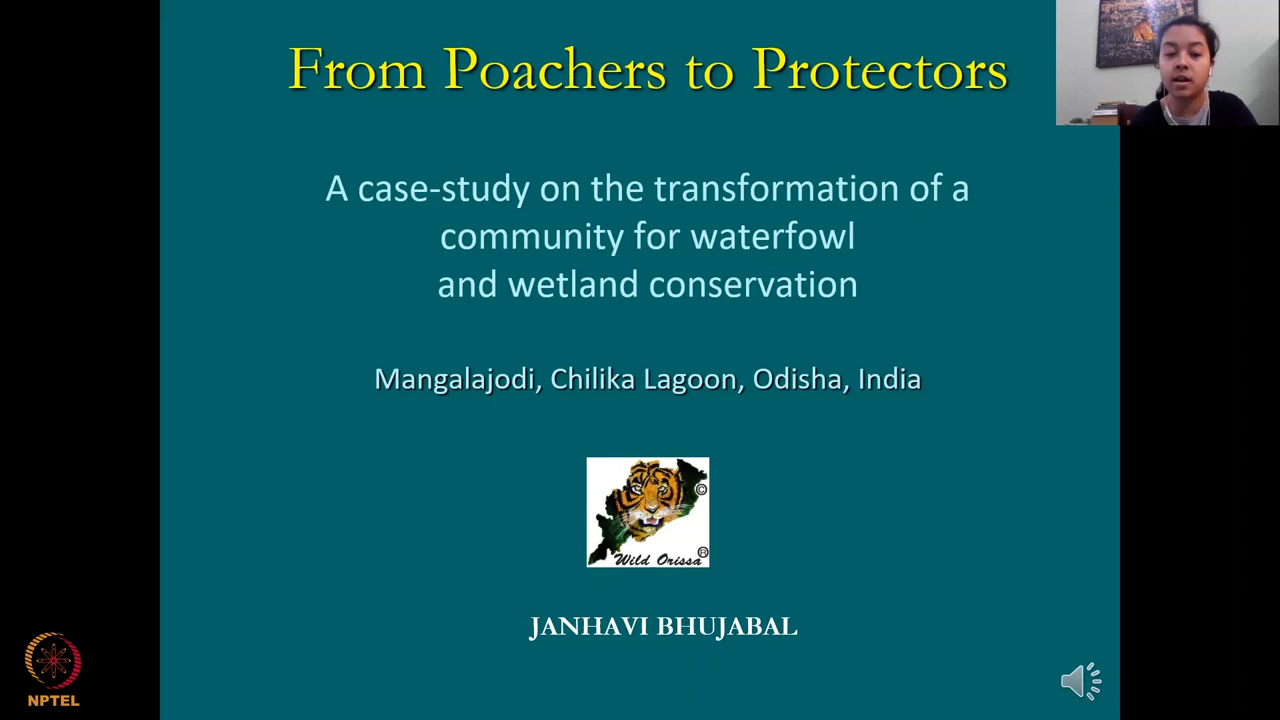 From Poachers to Protectors
A case-study on the transformation of a
community for waterfowl
and wetland conservation
Mangalajodi, Chilika Lagoon, Odisha, India
©
Wild Orissa ®
JANHAVI BHUJABAL
NPTEL